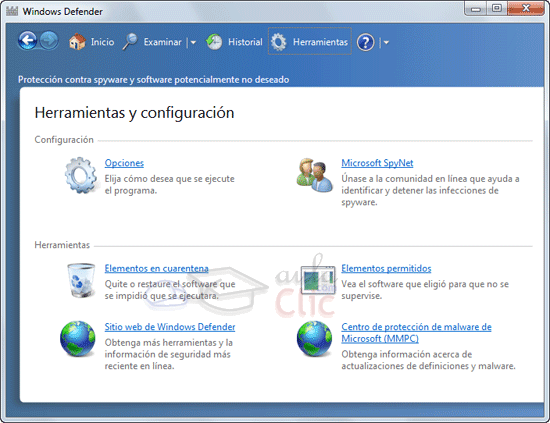 Windows Defender
Inicio
Examinar
Historial
Herramientas
?
Protección contra spyware y software potencialmente no deseado
Herramientas y configuración
Configuración
Opciones
Elija cómo desea que se ejecute
el programa.
Microsoft SpyNet
Únase a la comunidad en línea que ayuda a
identificar y detener las infecciones de
spyware.
Herramientas
Elementos en cuarentena
Quite o restaure el software que
se impidió que se ejecutara.
Elementos permitidos
Vea el software que eligió para que no se
supervise.
aula
Clic
Sitio web de Windows Defender
Obtenga más herramientas y la
información de seguridad más
reciente en línea.
Centro de protección de malware de
Microsoft (MMPC)
Obtenga información acerca de
actualizaciones de definiciones y malware.